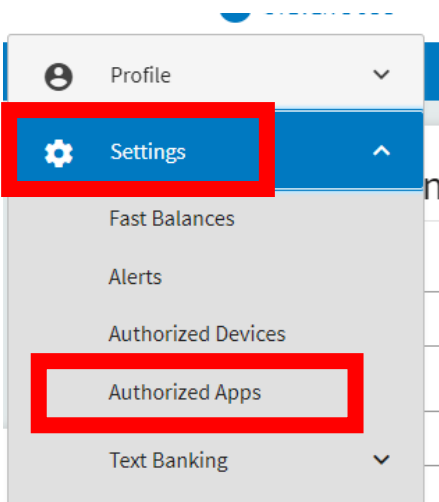 Profile
Settings
Fast Balances
Alerts
Authorized Devices
Authorized Apps
Text Banking